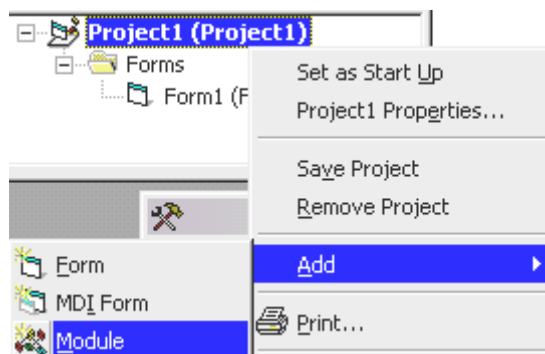 Project1 (Project1)
Forms
Form1 (F
Set as Start Up
Project1 Properties...
Save Project
Remove Project
Add
Print...
Form
MDI Form
Module